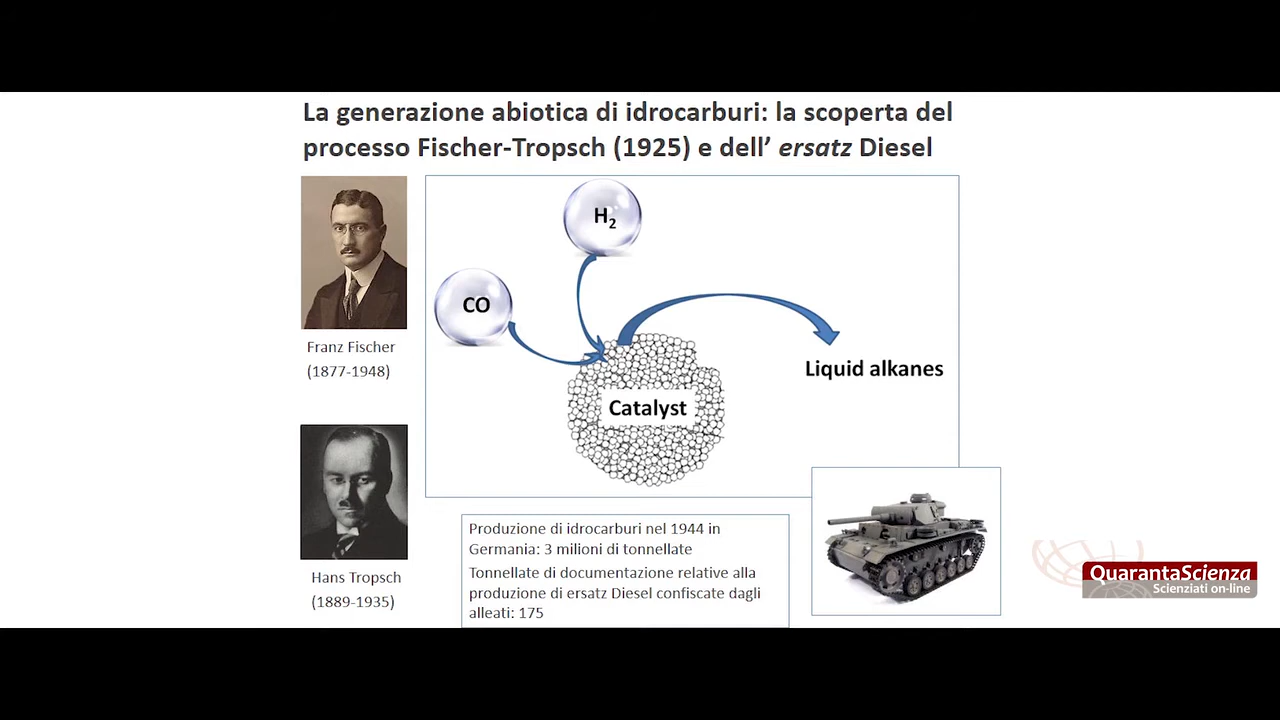 La generazione abiotica di idrocarburi: la scoperta del
processo Fischer-Tropsch (1925) e dell’ ersatz Diesel
H2
CO
Catalyst
Liquid alkanes
Franz Fischer
(1877-1948)
Hans Tropsch
(1889-1935)
Produzione di idrocarburi nel 1944 in
Germania: 3 milioni di tonnellate
Tonnellate di documentazione relative alla
produzione di ersatz Diesel confiscate dagli
alleati: 175
QuarantaScienza
Scienziati on-line